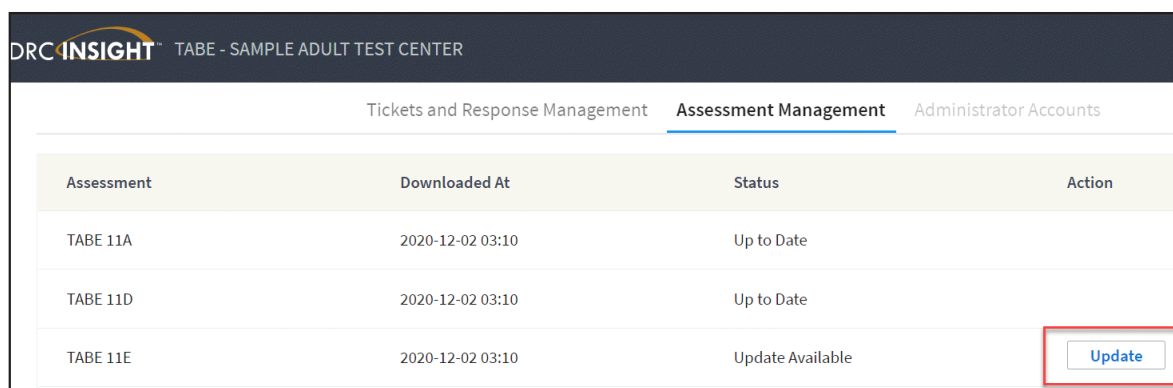 DRC INSIGHT™ TABE - SAMPLE ADULT TEST CENTER
Tickets and Response Management Assessment Management Administrator Accounts
Assessment Downloaded At Status Action
TABE 11A 2020-12-02 03:10 Up to Date
TABE 11D 2020-12-02 03:10 Up to Date
TABE 11E 2020-12-02 03:10 Update Available Update